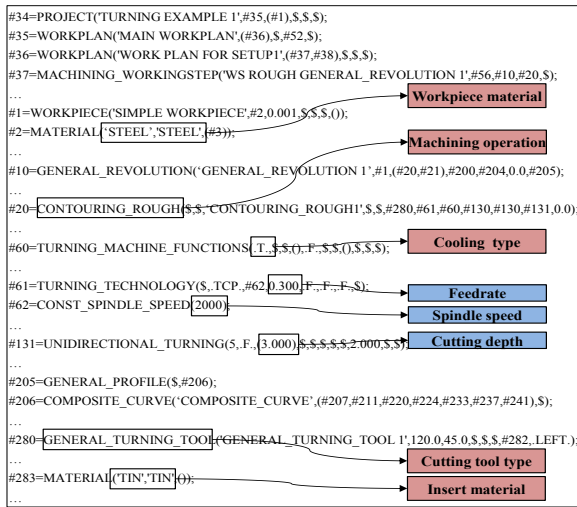 #34=PROJECT('TURNING EXAMPLE 1',#35,(#1),$,$,$);
#35=WORKPLAN('MAIN WORKPLAN',(#36),$,#52,$);
#36=WORKPLAN('WORK PLAN FOR SETUP1',(#37,#38),$,$,$);
#37=MACHINING_WORKINGSTEP('WS ROUGH GENERAL_REVOLUTION 1',#56,#10,#20,$);
…
Workpiece material
#1=WORKPIECE('SIMPLE WORKPIECE',#2,0.001,$,$,$,());
#2=MATERIAL(‘STEEL’,'STEEL',(#3));
Machining operation
…
#10=GENERAL_REVOLUTION(‘GENERAL_REVOLUTION 1’,#1,(#20,#21),#200,#204,0.0,#205);
…
#20=CONTOURING_ROUGH($,$,‘CONTOURING_ROUGH1',$,$,#280,#61,#60,#130,#130,#131,0.0);
…
#60=TURNING_MACHINE_FUNCTIONS(.T.,$,$,(),.F.,$,$,(),$,$,$);
Cooling type
…
#61=TURNING_TECHNOLOGY($,.TCP.,#62,0.300,.F.,.F.,.F.,$);
Feedrate
#62=CONST_SPINDLE_SPEED(2000);
Spindle speed
…
#131=UNIDIRECTIONAL_TURNING(5,.F.,(3.000),$,$,$,$,$,2.000,$,$);
Cutting depth
…
#205=GENERAL_PROFILE($,#206);
#206=COMPOSITE_CURVE(‘COMPOSITE_CURVE’,(#207,#211,#220,#224,#233,#237,#241),$);
…
#280=GENERAL_TURNING_TOOL('GENERAL_TURNING_TOOL 1',120.0,45.0,$,$,$,#282,.LEFT.);
…
Cutting tool type
#283=MATERIAL('TIN','TIN',());
Insert material
…